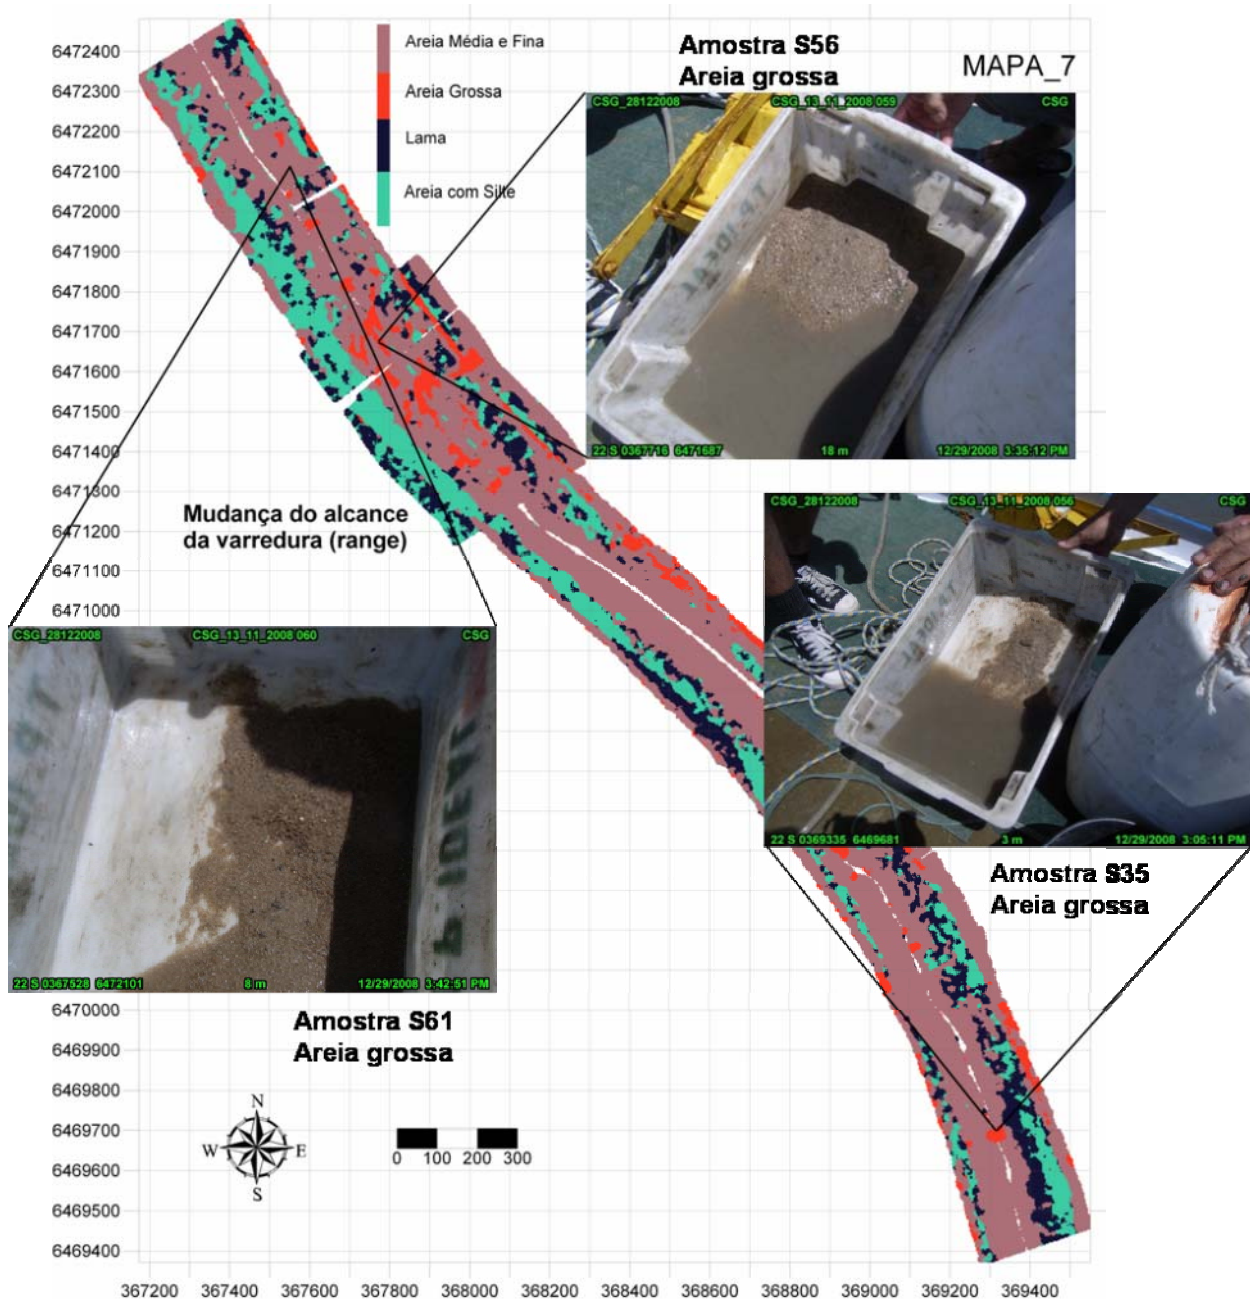 MAPA_7
Areia Média e Fina
Areia Grossa
Lama
Areia com Silte
Amostra S56
Areia grossa
CSG_28122008 CSG_13_11_2008 059 CSG
P.IDEAT
22 S 0367716 6471687 18 m 12/29/2008 3:35:12 PM
Mudança do alcance
da varredura (range)
CSG_28122008 CSG_13_11_2008 056 CSG
22 S 0369335 6469681 3 m 12/29/2008 3:05:11 PM
Amostra S35
Areia grossa
CSG_28122008 CSG_13_11_2008 060 CSG
P.IDEAT
22 S 0367528 6472101 8 m 12/29/2008 3:42:51 PM
Amostra S61
Areia grossa
N
W E
S
0 100 200 300
6472400
6472300
6472200
6472100
6472000
6471900
6471800
6471700
6471600
6471500
6471400
6471300
6471200
6471100
6471000
6470000
6469900
6469800
6469700
6469600
6469500
6469400
367200 367400 367600 367800 368000 368200 368400 368600 368800 369000 369200 369400